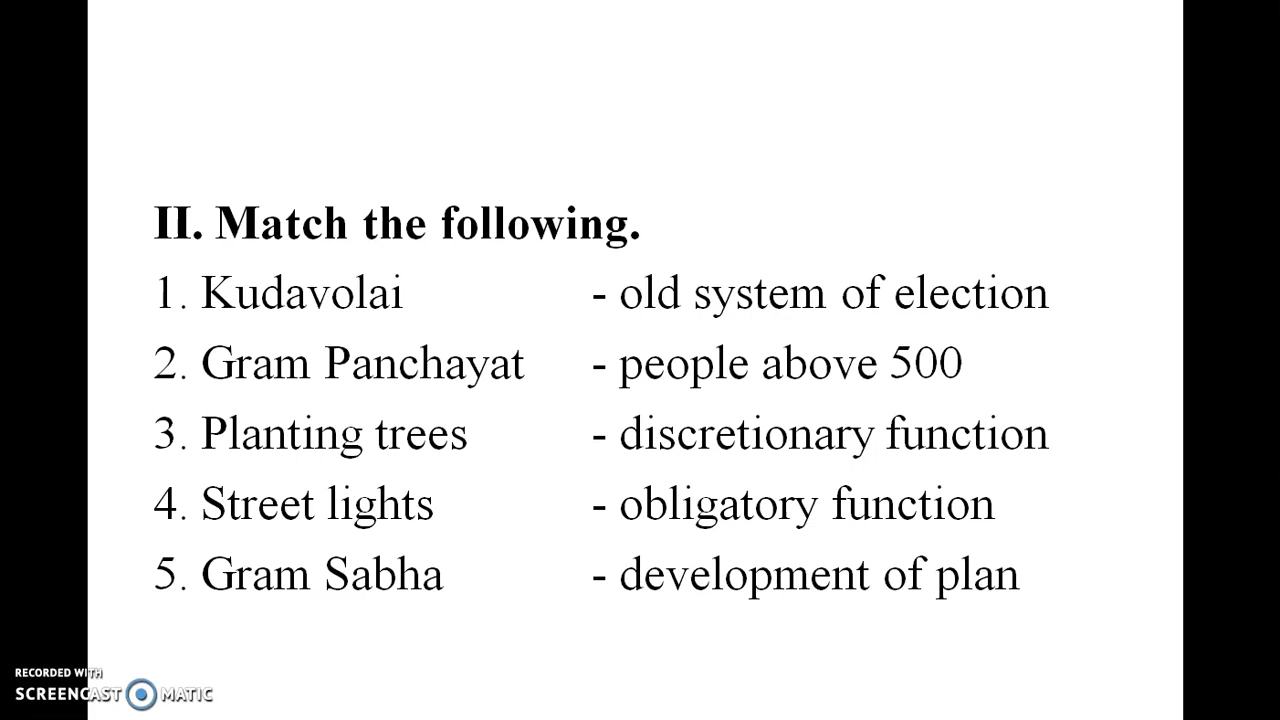 II. Match the following.
1. Kudavolai - old system of election
2. Gram Panchayat - people above 500
3. Planting trees - discretionary function
4. Street lights - obligatory function
5. Gram Sabha - development of plan
RECORDED WITH
SCREENCAST MATIC